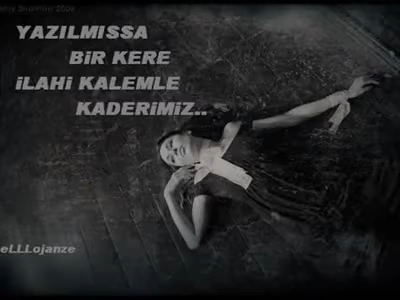 YAZILMISSA
BiR KERE
iLAHi KALEMLE
KADERiMiZ..
eLLLojanze